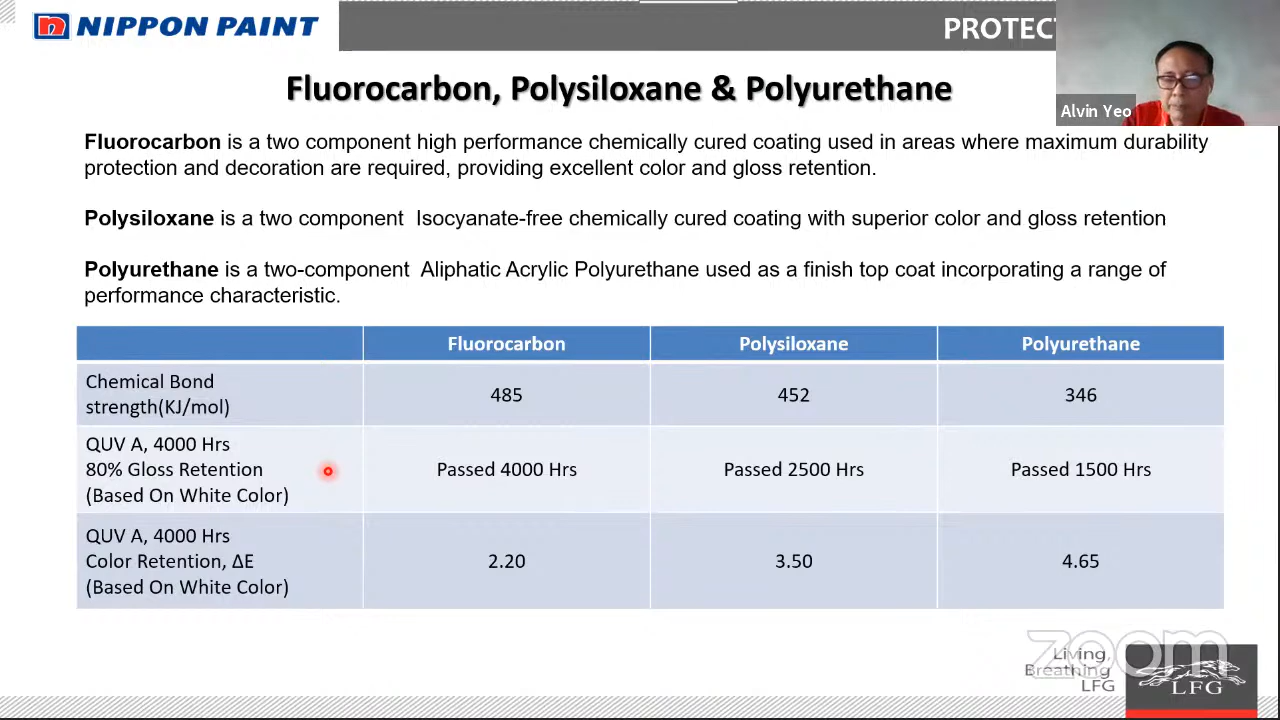 NIPPON PAINT
PROTECT
Alvin Yeo
Fluorocarbon, Polysiloxane & Polyurethane
Fluorocarbon is a two component high performance chemically cured coating used in areas where maximum durability
protection and decoration are required, providing excellent color and gloss retention.
Polysiloxane is a two component Isocyanate-free chemically cured coating with superior color and gloss retention
Polyurethane is a two-component Aliphatic Acrylic Polyurethane used as a finish top coat incorporating a range of
performance characteristic.
Fluorocarbon Polysiloxane Polyurethane
Chemical Bond
strength(KJ/mol) 485 452 346
QUV A, 4000 Hrs
80% Gloss Retention Passed 4000 Hrs Passed 2500 Hrs Passed 1500 Hrs
(Based On White Color)
QUV A, 4000 Hrs
Color Retention, ΔE 2.20 3.50 4.65
(Based On White Color)
zoom
Living,
Breathing
LFG
LFG